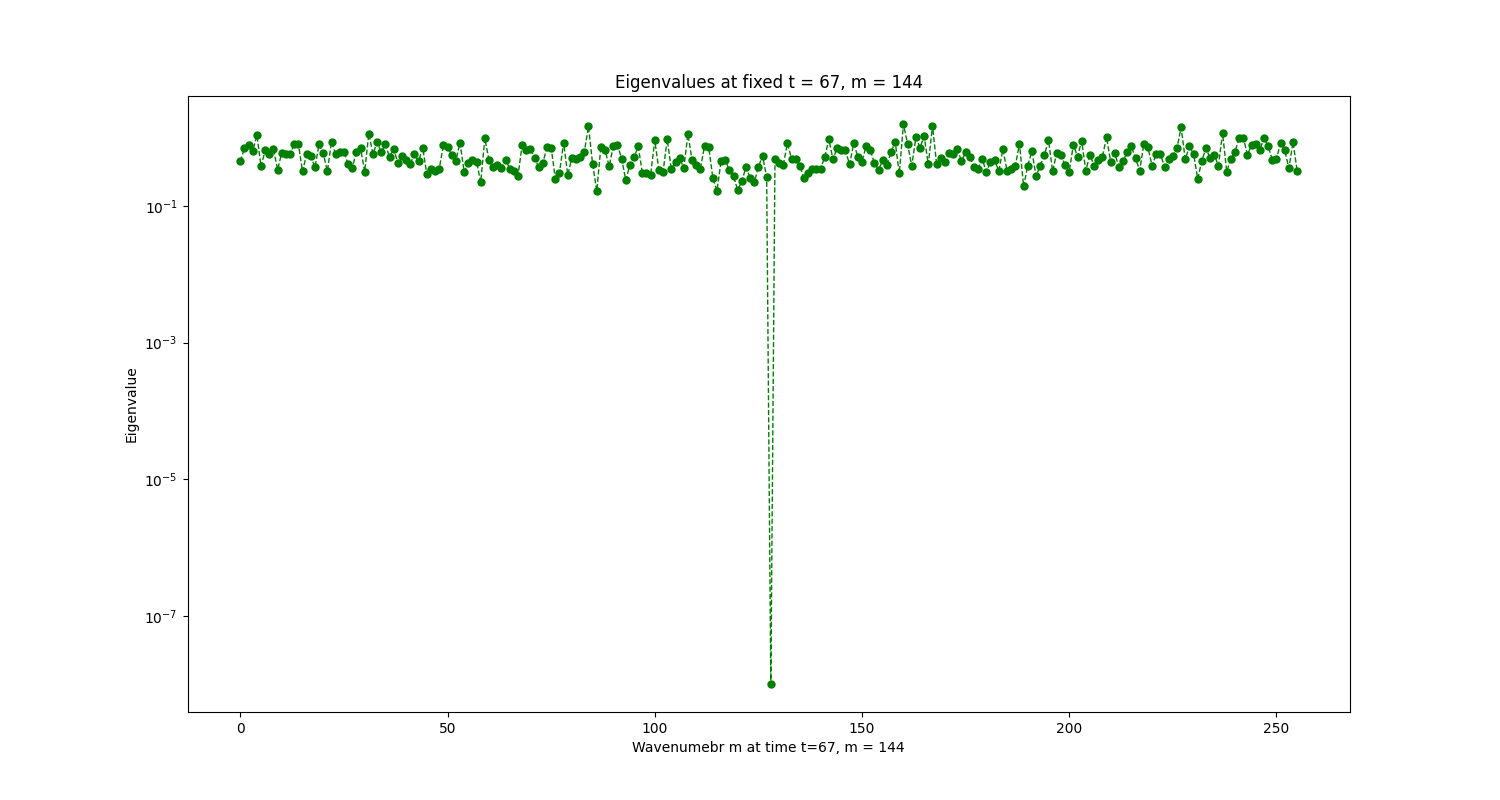 Eigenvalues at fixed t = 67, m = 144
Eigenvalue
10⁻¹
10⁻³
10⁻⁵
10⁻⁷
0 50 100 150 200 250
Wavenumebr m at time t=67, m = 144